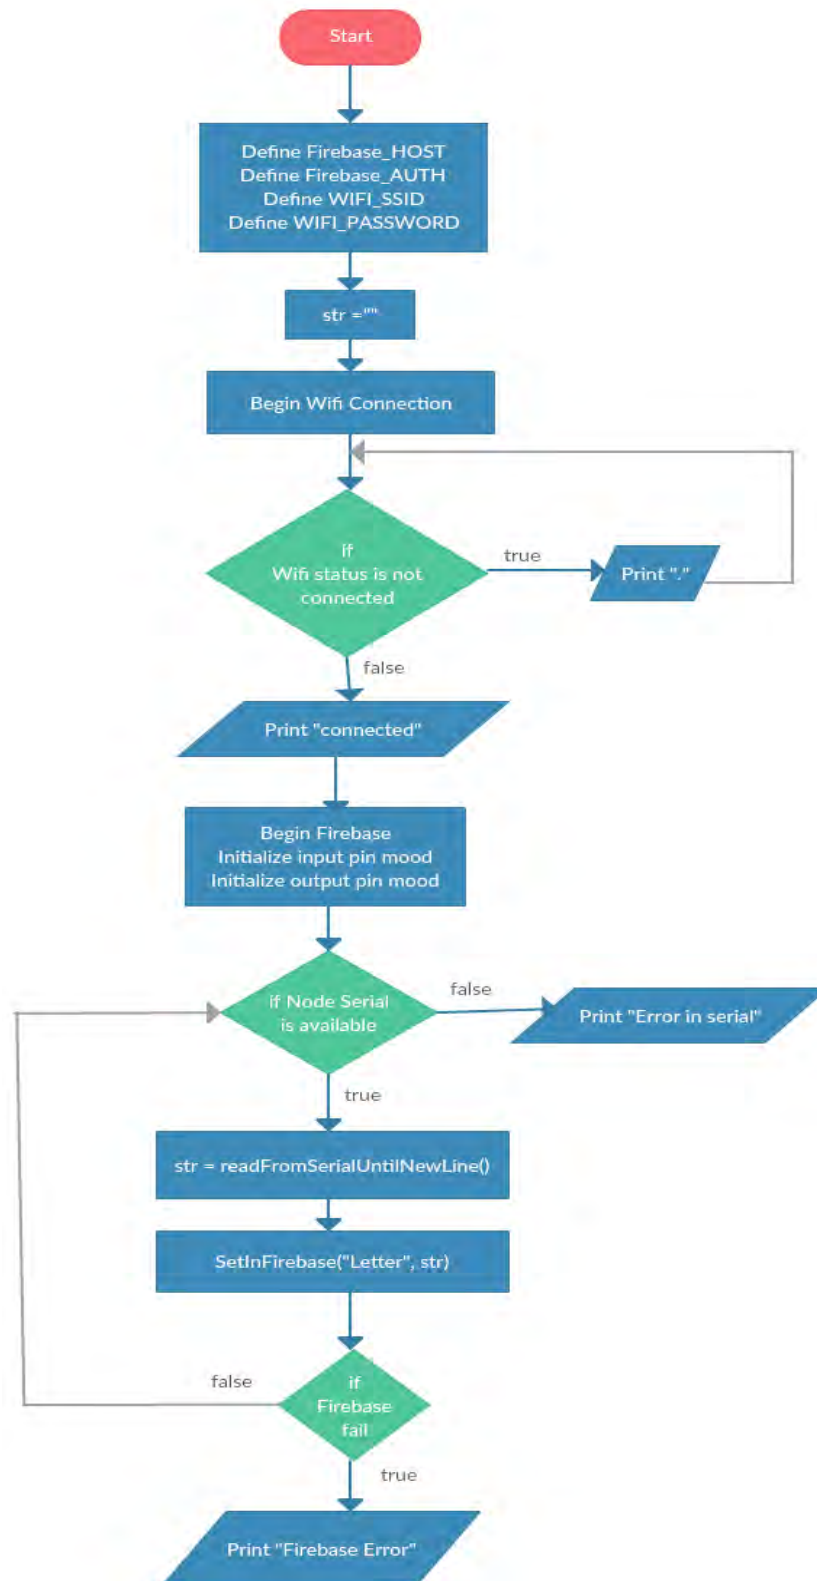 Start
Define Firebase_HOST
Define Firebase_AUTH
Define WIFI_SSID
Define WIFI_PASSWORD
str =""
Begin Wifi Connection
if
Wifi status is not
connected
true
Print "."
false
Print "connected"
Begin Firebase
Initialize input pin mood
Initialize output pin mood
if Node Serial
is available
false
Print "Error in serial"
true
str = readFromSerialUntilNewLine()
SetInFirebase("Letter", str)
if
Firebase
fail
false
true
Print "Firebase Error"